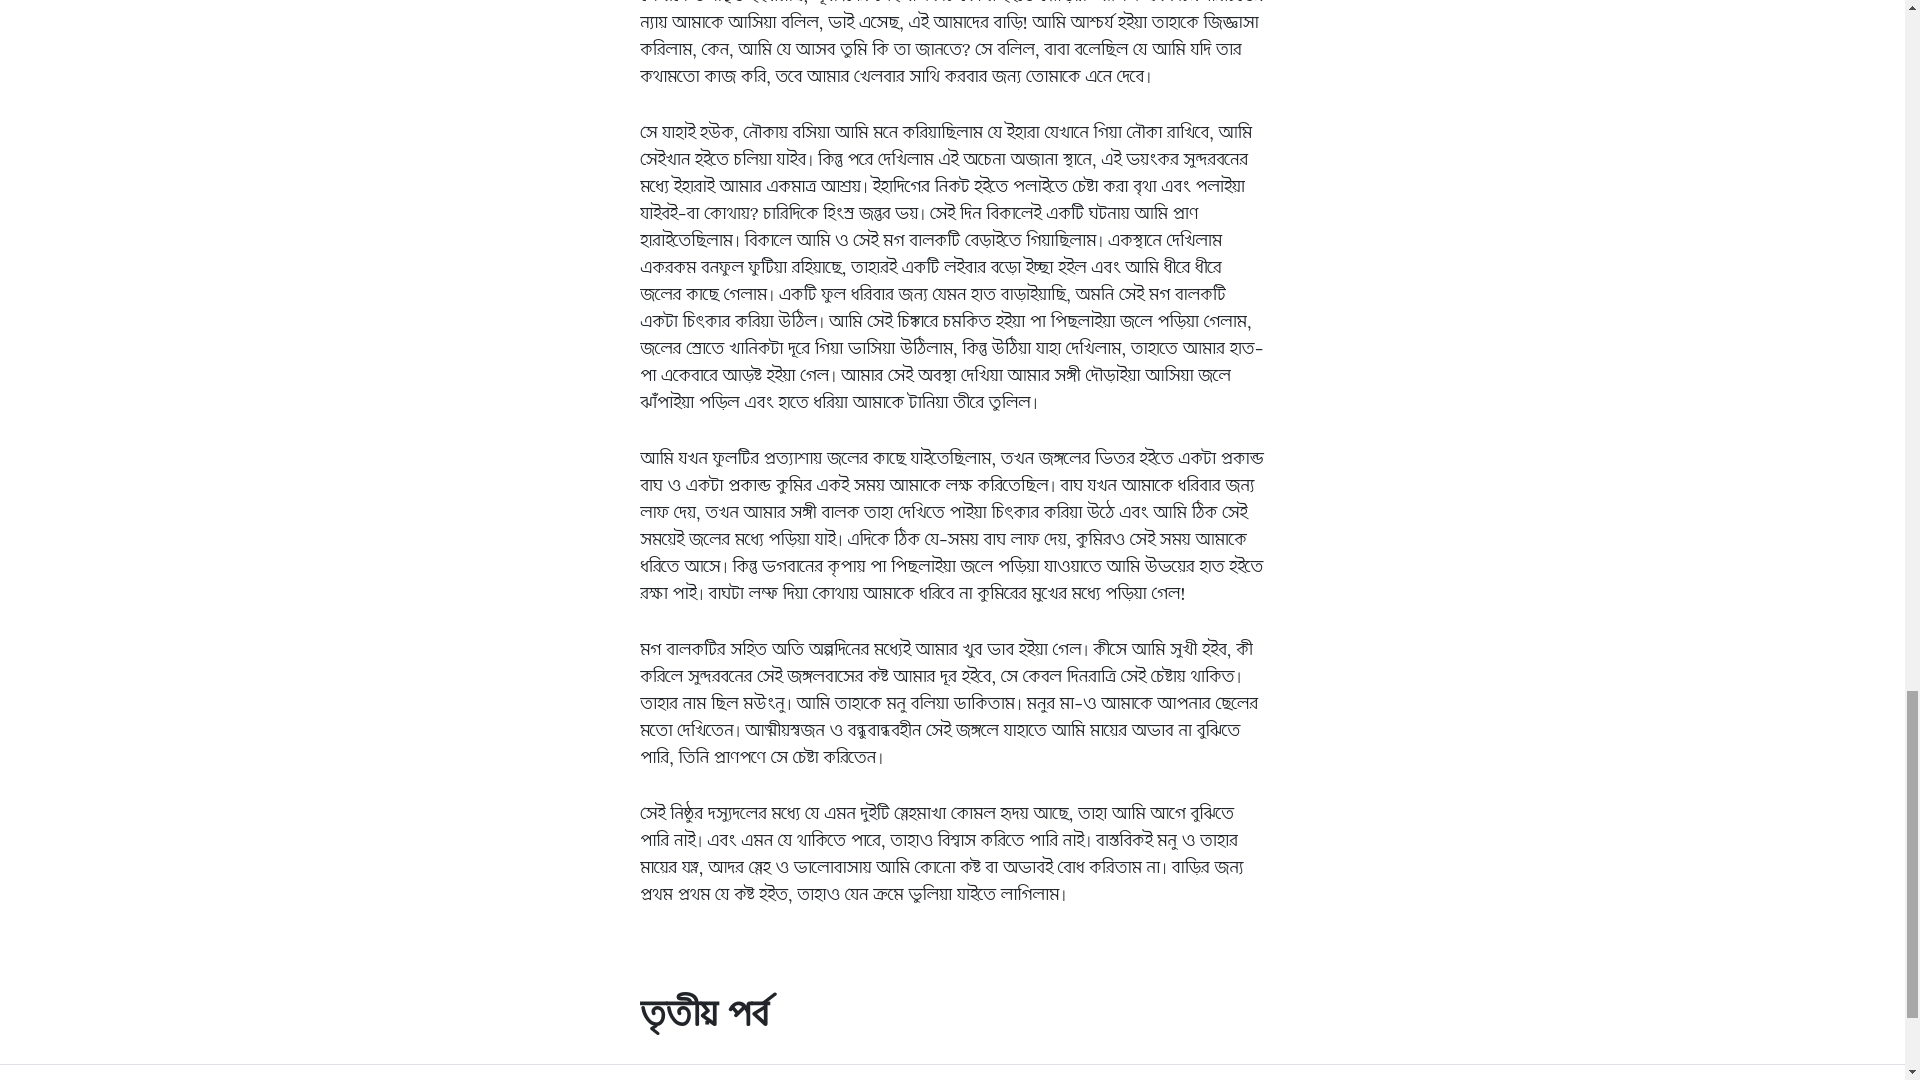 ন্যায় আমাকে আসিয়া বলিল, ভাই এসেছ, এই আমাদের বাড়ি! আমি আশ্চর্য হইয়া তাহাকে জিজ্ঞাসা
করিলাম, কেন, আমি যে আসব তুমি কি তা জানতে? সে বলিল, বাবা বলেছিল যে আমি যদি তার
কথামতো কাজ করি, তবে আমার খেলবার সাথি করবার জন্য তোমাকে এনে দেবে।
সে যাহাই হউক, নৌকায় বসিয়া আমি মনে করিয়াছিলাম যে ইহারা যেখানে গিয়া নৌকা রাখিবে, আমি
সেইখান হইতে চলিয়া যাইব। কিন্তু পরে দেখিলাম এই অচেনা অজানা স্থানে, এই ভয়ংকর সুন্দরবনের
মধ্যে ইহারাই আমার একমাত্র আশ্রয়। ইহাদিগের নিকট হইতে পলাইতে চেষ্টা করা বৃথা এবং পলাইয়া
যাইবই-বা কোথায়? চারিদিকে হিংস্র জন্তুর ভয়। সেই দিন বিকালেই একটি ঘটনায় আমি প্রাণ
হারাইতেছিলাম। বিকালে আমি ও সেই মগ বালকটি বেড়াইতে গিয়াছিলাম। একস্থানে দেখিলাম
একরকম বনফুল ফুটিয়া রহিয়াছে, তাহারই একটি লইবার বড়ো ইচ্ছা হইল এবং আমি ধীরে ধীরে
জলের কাছে গেলাম। একটি ফুল ধরিবার জন্য যেমন হাত বাড়াইয়াছি, অমনি সেই মগ বালকটি
একটা চিৎকার করিয়া উঠিল। আমি সেই চিৎকারে চমকিত হইয়া পা পিছলাইয়া জলে পড়িয়া গেলাম,
জলের স্রোতে খানিকটা দূরে গিয়া ভাসিয়া উঠিলাম, কিন্তু উঠিয়া যাহা দেখিলাম, তাহাতে আমার হাত-
পা একেবারে আড়ষ্ট হইয়া গেল। আমার সেই অবস্থা দেখিয়া আমার সঙ্গী দৌড়াইয়া আসিয়া জলে
ঝাঁপাইয়া পড়িল এবং হাতে ধরিয়া আমাকে টানিয়া তীরে তুলিল।
আমি যখন ফুলটির প্রত্যাশায় জলের কাছে যাইতেছিলাম, তখন জঙ্গলের ভিতর হইতে একটা প্রকান্ড
বাঘ ও একটা প্রকান্ড কুমির একই সময় আমাকে লক্ষ করিতেছিল। বাঘ যখন আমাকে ধরিবার জন্য
লাফ দেয়, তখন আমার সঙ্গী বালক তাহা দেখিতে পাইয়া চিৎকার করিয়া উঠে এবং আমি ঠিক সেই
সময়েই জলের মধ্যে পড়িয়া যাই। এদিকে ঠিক যে-সময় বাঘ লাফ দেয়, কুমিরও সেই সময় আমাকে
ধরিতে আসে। কিন্তু ভগবানের কৃপায় পা পিছলাইয়া জলে পড়িয়া যাওয়াতে আমি উভয়ের হাত হইতে
রক্ষা পাই। বাঘটা লম্ফ দিয়া কোথায় আমাকে ধরিবে না কুমিরের মুখের মধ্যে পড়িয়া গেল!
মগ বালকটির সহিত অতি অল্পদিনের মধ্যেই আমার খুব ভাব হইয়া গেল। কীসে আমি সুখী হইব, কী
করিলে সুন্দরবনের সেই জঙ্গলবাসের কষ্ট আমার দূর হইবে, সে কেবল দিনরাত্রি সেই চেষ্টায় থাকিত।
তাহার নাম ছিল মউংনু। আমি তাহাকে মনু বলিয়া ডাকিতাম। মনুর মা-ও আমাকে আপনার ছেলের
মতো দেখিতেন। আত্মীয়স্বজন ও বন্ধুবান্ধবহীন সেই জঙ্গলে যাহাতে আমি মায়ের অভাব না বুঝিতে
পারি, তিনি প্রাণপণে সে চেষ্টা করিতেন।
সেই নিষ্ঠুর দস্যুদলের মধ্যে যে এমন দুইটি স্নেহমাখা কোমল হৃদয় আছে, তাহা আমি আগে বুঝিতে
পারি নাই। এবং এমন যে থাকিতে পারে, তাহাও বিশ্বাস করিতে পারি নাই। বাস্তবিকই মনু ও তাহার
মায়ের যত্ন, আদর স্নেহ ও ভালোবাসায় আমি কোনো কষ্ট বা অভাবই বোধ করিতাম না। বাড়ির জন্য
প্রথম প্রথম যে কষ্ট হইত, তাহাও যেন ক্রমে ভুলিয়া যাইতে লাগিলাম।
তৃতীয় পর্ব